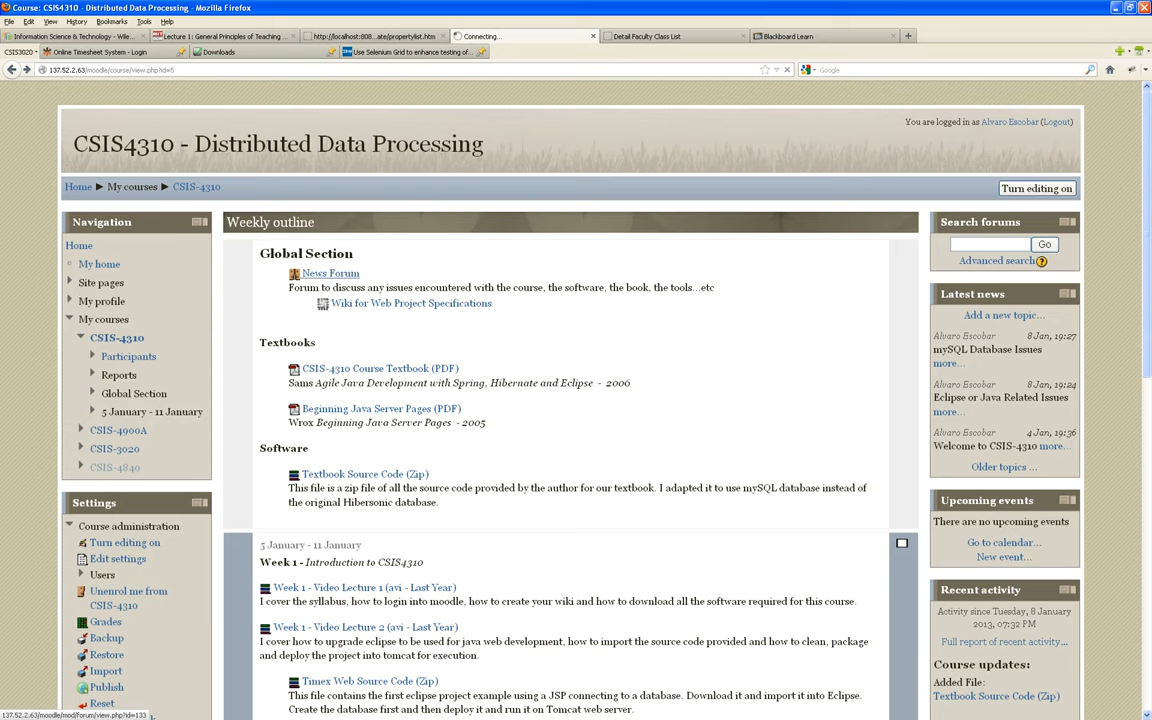 Course: CSIS4310 - Distributed Data Processing - Mozilla Firefox
File Edit View History Bookmarks Tools Help
Information Science & Technology - Wile...
Lecture 1: General Principles of Teaching ...
http://localhost:808...ate/propertylist.htm
Connecting...
Detail Faculty Class List
Blackboard Learn
CSIS3020
Online Timesheet System - Login
Downloads
Use Selenium Grid to enhance testing of...
137.52.2.63/moodle/course/view.php?id=5
Google
You are logged in as Alvaro Escobar (Logout)
CSIS4310 - Distributed Data Processing
Home ► My courses ► CSIS-4310
Turn editing on
Navigation
Home
My home
Site pages
My profile
My courses
CSIS-4310
Participants
Reports
Global Section
5 January - 11 January
CSIS-4900A
CSIS-3020
CSIS-4840
Settings
Course administration
Turn editing on
Edit settings
Users
Unenrol me from
CSIS-4310
Grades
Backup
Restore
Import
Publish
Reset
Weekly outline
Global Section
News Forum
Forum to discuss any issues encountered with the course, the software, the book, the tools...etc
Wiki for Web Project Specifications
Textbooks
CSIS-4310 Course Textbook (PDF)
Sams Agile Java Development with Spring, Hibernate and Eclipse - 2006
Beginning Java Server Pages (PDF)
Wrox Beginning Java Server Pages - 2005
Software
Textbook Source Code (Zip)
This file is a zip file of all the source code provided by the author for our textbook. I adapted it to use mySQL database instead of
the original Hibersonic database.
5 January - 11 January
Week 1 - Introduction to CSIS4310
Week 1 - Video Lecture 1 (avi - Last Year)
I cover the syllabus, how to login into moodle, how to create your wiki and how to download all the software required for this course.
Week 1 - Video Lecture 2 (avi - Last Year)
I cover how to upgrade eclipse to be used for java web development, how to import the source code provided and how to clean, package
and deploy the project into tomcat for execution.
Timex Web Source Code (Zip)
This file contains the first eclipse project example using a JSP connecting to a database. Download it and import it into Eclipse.
Create the database first and then deploy it and run it on Tomcat web server.
Search forums
Go
Advanced search
Latest news
Add a new topic...
Alvaro Escobar 8 Jan, 19:27
mySQL Database Issues
more...
Alvaro Escobar 8 Jan, 19:24
Eclipse or Java Related Issues
more...
Alvaro Escobar 4 Jan, 19:36
Welcome to CSIS-4310 more...
Older topics ...
Upcoming events
There are no upcoming events
Go to calendar...
New event...
Recent activity
Activity since Tuesday, 8 January
2013, 07:32 PM
Full report of recent activity...
Course updates:
Added File:
Textbook Source Code (Zip)
137.52.2.63/moodle/mod/forum/view.php?id=133